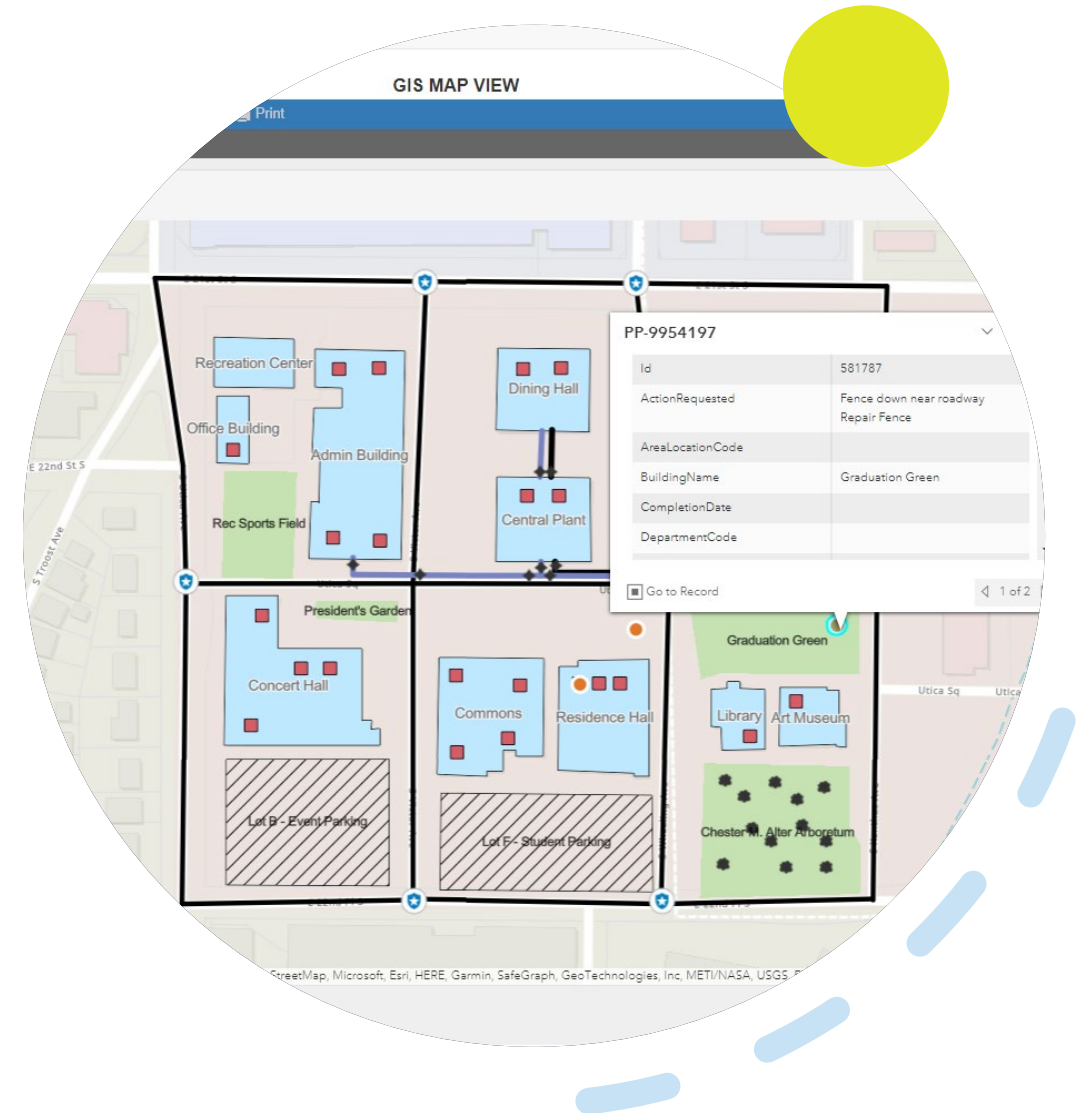 GIS MAP VIEW
Print
PP-9954197
Id 581787
ActionRequested Fence down near roadway
Repair Fence
AreaLocationCode
BuildingName Graduation Green
CompletionDate
DepartmentCode
Go to Record
1 of 2
Recreation Center
Office Building
Admin Building
Dining Hall
Central Plant
E 22nd St S
S Troost Ave
Rec Sports Field
Utica Sq
President's Garden
Graduation Green
Concert Hall
Commons
Residence Hall
Library
Art Museum
Utica Sq
Utica
Lot B - Event Parking
Lot F - Student Parking
Chester M. Alter Arboretum
StreetMap, Microsoft, Esri, HERE, Garmin, SafeGraph, GeoTechnologies, Inc, METI/NASA, USGS,